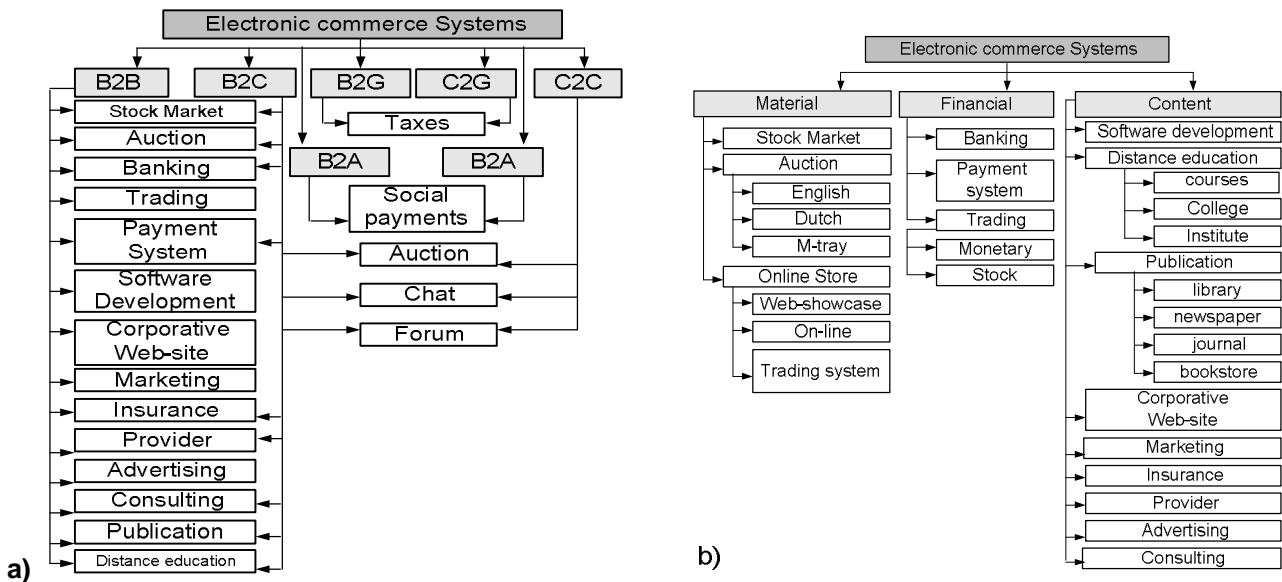 Electronic commerce Systems
B2B
B2C
B2G
C2G
C2C
Stock Market
Auction
Banking
Trading
Payment
System
Software
Development
Corporative
Web-site
Marketing
Insurance
Provider
Advertising
Consulting
Publication
Distance education
Taxes
B2A
B2A
Social
payments
Auction
Chat
Forum
a)
Electronic commerce Systems
Material
Financial
Content
Stock Market
Auction
English
Dutch
M-tray
Online Store
Web-showcase
On-line
Trading system
Banking
Payment
system
Trading
Monetary
Stock
Software development
Distance education
courses
College
Institute
Publication
library
newspaper
journal
bookstore
Corporative
Web-site
Marketing
Insurance
Provider
Advertising
Consulting
b)